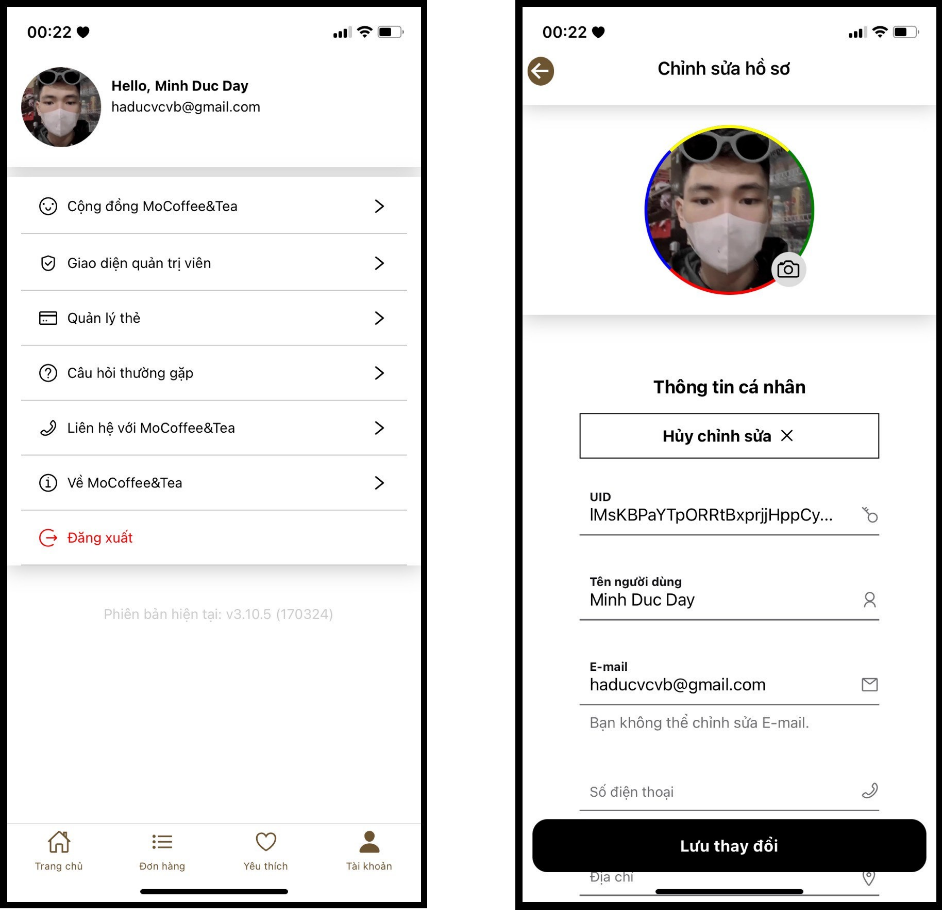 00:22
Hello, Minh Duc Day
haducvcvb@gmail.com
Cộng đồng MoCoffee&Tea
Giao diện quản trị viên
Quản lý thẻ
Câu hỏi thường gặp
Liên hệ với MoCoffee&Tea
Về MoCoffee&Tea
Đăng xuất
Phiên bản hiện tại: v3.10.5 (170324)
Trang chủ
Đơn hàng
Yêu thích
Tài khoản
00:22
Chỉnh sửa hồ sơ
Thông tin cá nhân
Hủy chỉnh sửa
UID
lMsKBPaYTpORRtBxprjjHppCy...
Tên người dùng
Minh Duc Day
E-mail
haducvcvb@gmail.com
Bạn không thể chỉnh sửa E-mail.
Số điện thoại
Lưu thay đổi
Địa chỉ